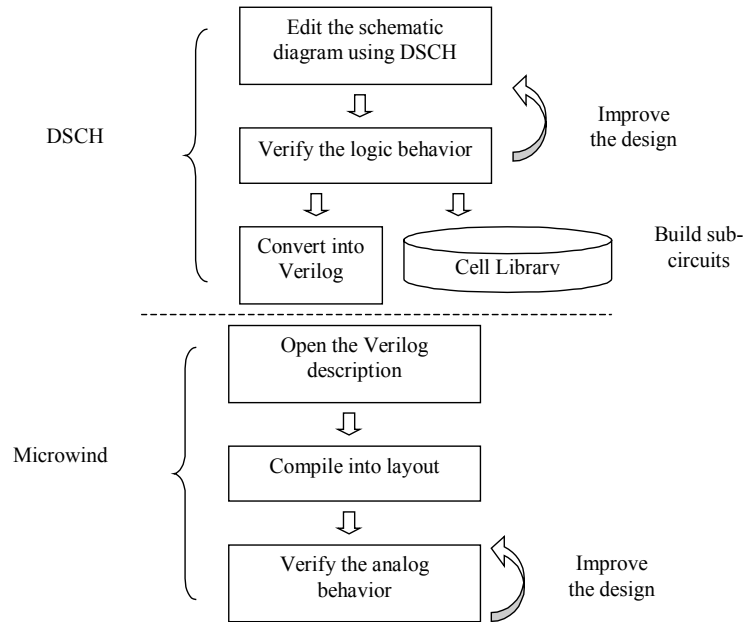 Edit the schematic
diagram using DSCH
Improve
the design
DSCH
Verify the logic behavior
Convert into
Verilog
Cell Library
Build sub-
circuits
Open the Verilog
description
Microwind
Compile into layout
Verify the analog
behavior
Improve
the design